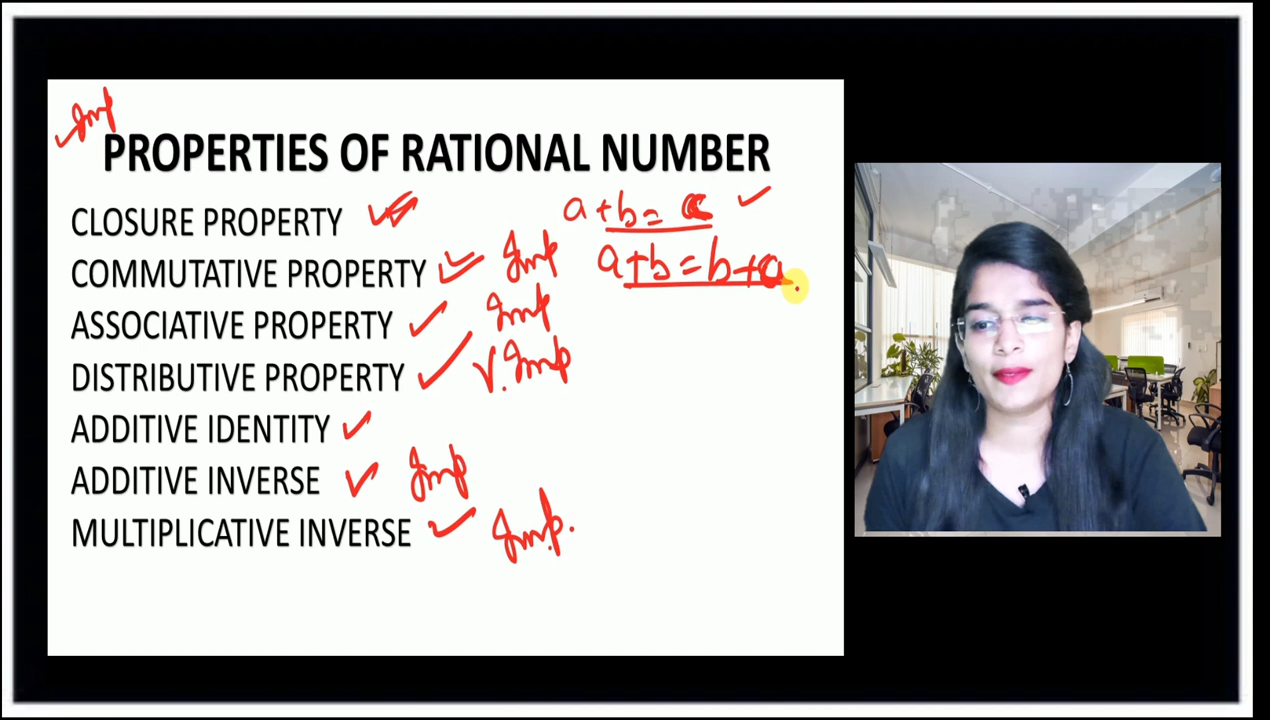 Imp
PROPERTIES OF RATIONAL NUMBER
CLOSURE PROPERTY a+b= c
COMMUTATIVE PROPERTY Imp a+b=b+a
ASSOCIATIVE PROPERTY Imp
DISTRIBUTIVE PROPERTY V. Imp
ADDITIVE IDENTITY
ADDITIVE INVERSE Imp
MULTIPLICATIVE INVERSE Imp.